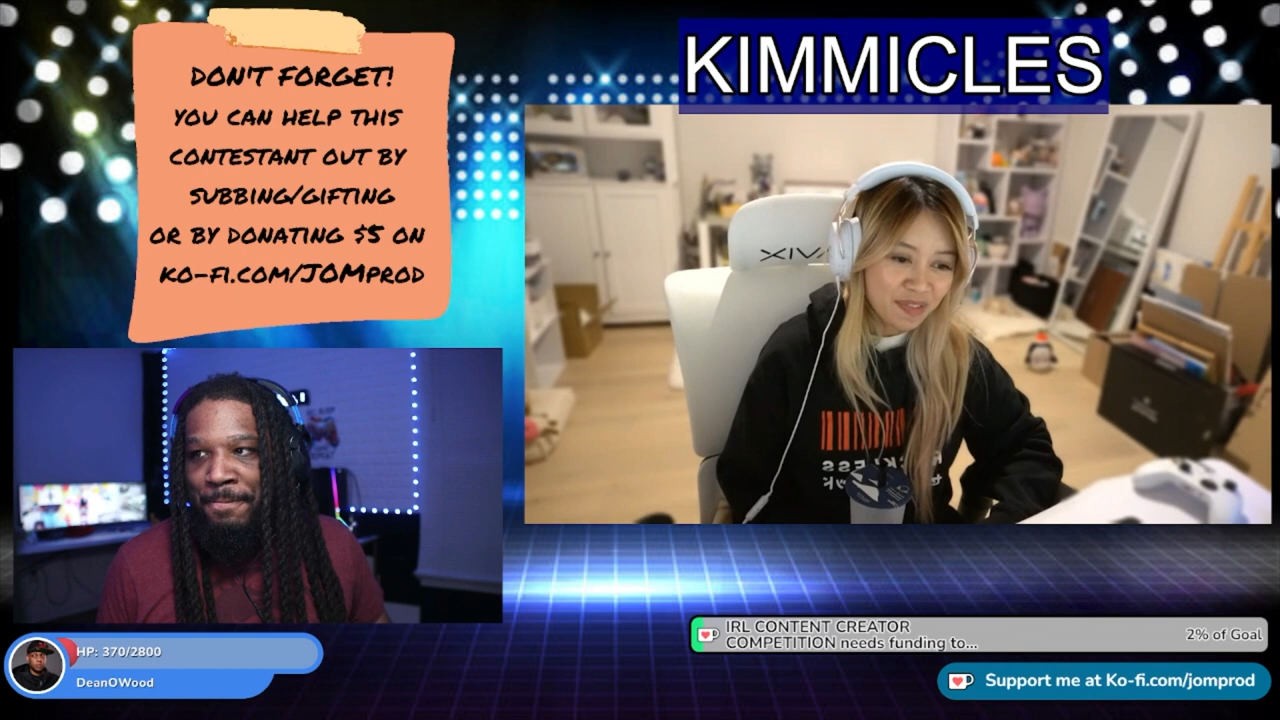 DON'T FORGET!
YOU CAN HELP THIS
CONTESTANT OUT BY
SUBBING/GIFTING
OR BY DONATING $5 ON
KO-FI.COM/JOMPROD
KIMMICLES
HP: 370/2800
DeanOWood
IRL CONTENT CREATOR
COMPETITION needs funding to...
2% of Goal
Support me at Ko-fi.com/jomprod